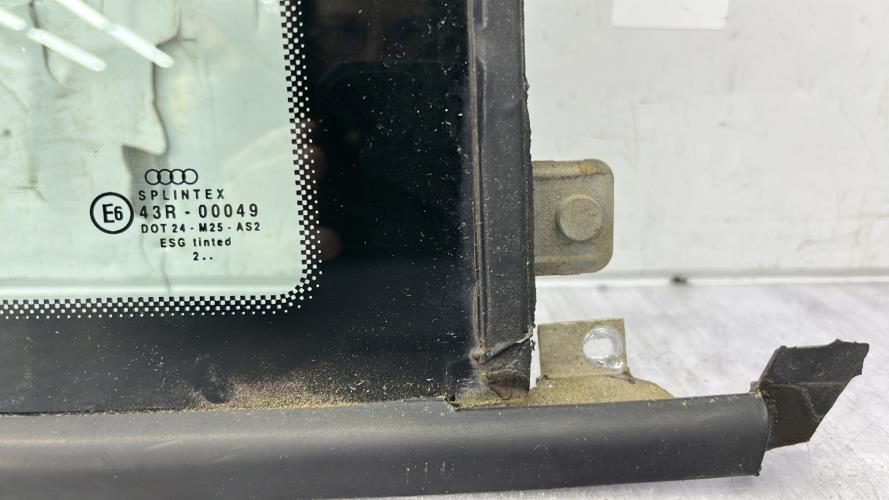 SPLINTEX
E6 43R - 00049
DOT 24 - M25 - AS2
ESG tinted
2..